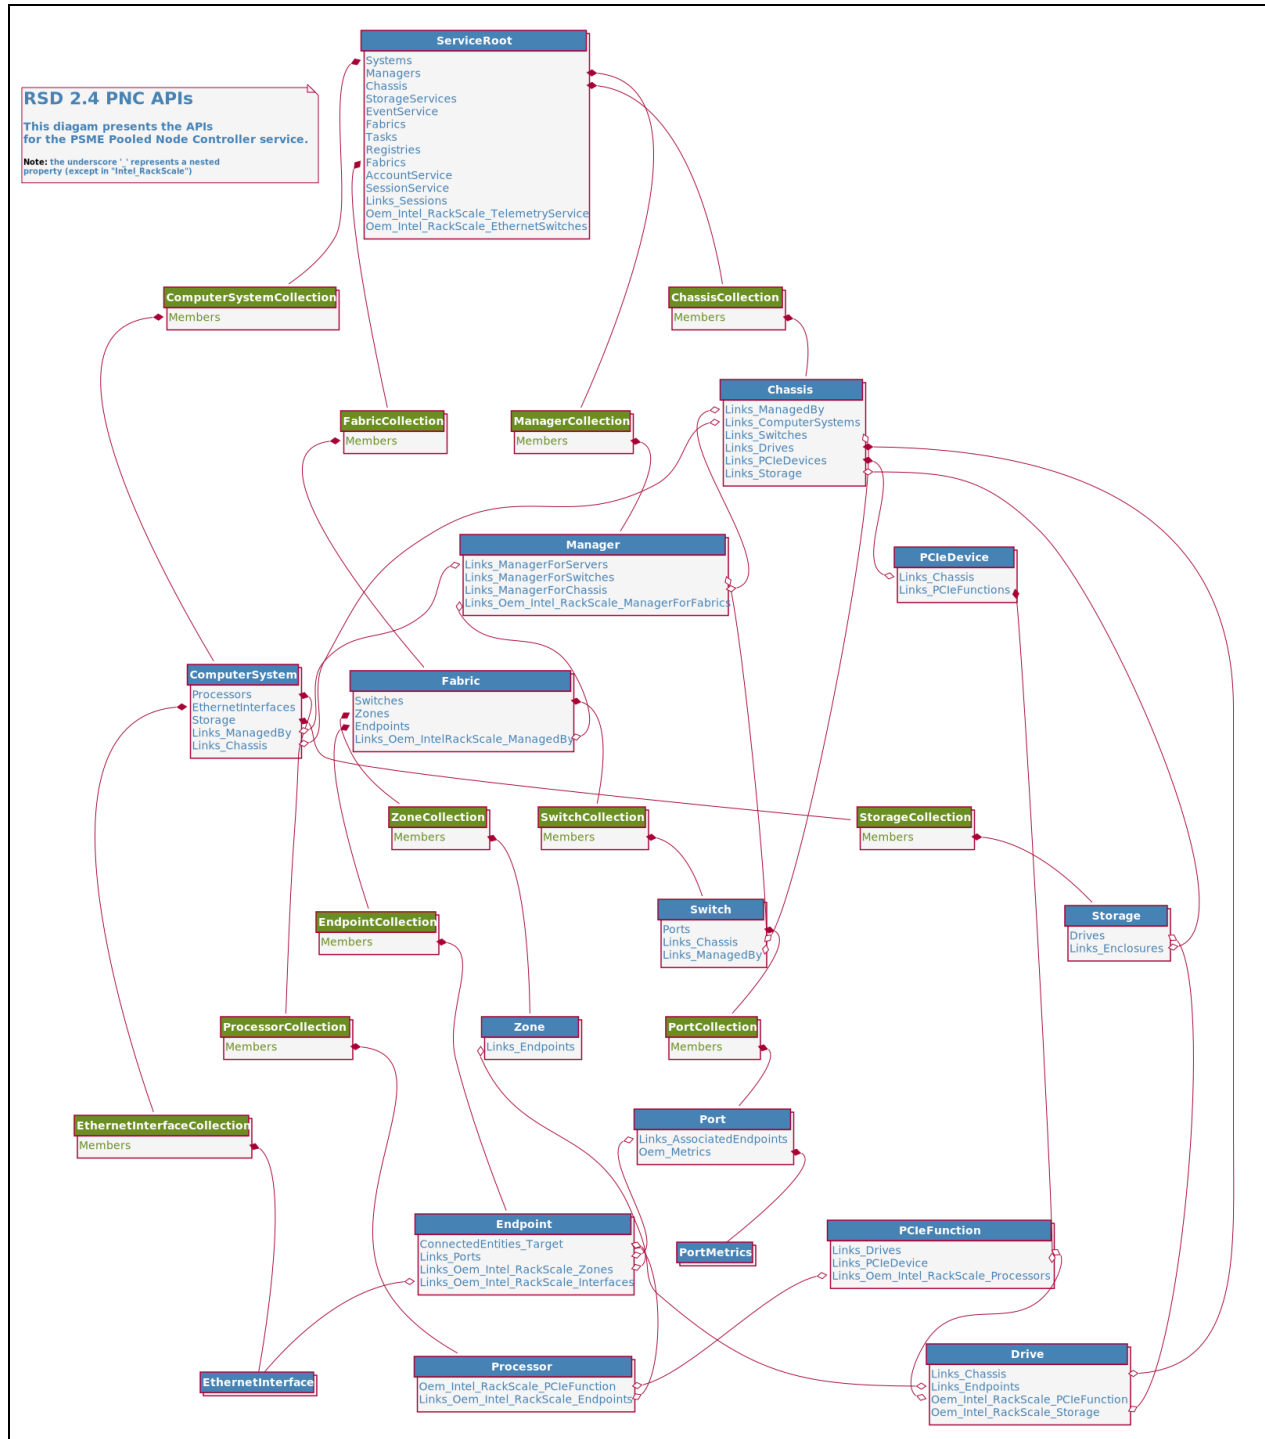 ServiceRoot
Systems
Managers
Chassis
StorageServices
EventService
Fabrics
Tasks
Registries
Fabrics
AccountService
SessionService
Links_Sessions
Oem_Intel_RackScale_TelemetryService
Oem_Intel_RackScale_EthernetSwitches
RSD 2.4 PNC APIs
This diagam presents the APIs
for the PSME Pooled Node Controller service.
Note: the underscore '_' represents a nested
property (except in "Intel_RackScale")
ComputerSystemCollection
Members
ChassisCollection
Members
Chassis
Links_ManagedBy
Links_ComputerSystems
Links_Switches
Links_Drives
Links_PCIeDevices
Links_Storage
FabricCollection
Members
ManagerCollection
Members
Manager
Links_ManagerForServers
Links_ManagerForSwitches
Links_ManagerForChassis
Links_Oem_Intel_RackScale_ManagerForFabrics
PCIeDevice
Links_Chassis
Links_PCIeFunctions
ComputerSystem
Processors
EthernetInterfaces
Storage
Links_ManagedBy
Links_Chassis
Fabric
Switches
Zones
Endpoints
Links_Oem_IntelRackScale_ManagedBy
ZoneCollection
Members
SwitchCollection
Members
StorageCollection
Members
Switch
Ports
Links_Chassis
Links_ManagedBy
Storage
Drives
Links_Enclosures
EndpointCollection
Members
ProcessorCollection
Members
Zone
Links_Endpoints
PortCollection
Members
EthernetInterfaceCollection
Members
Port
Links_AssociatedEndpoints
Oem_Metrics
Endpoint
ConnectedEntities_Target
Links_Ports
Links_Oem_Intel_RackScale_Zones
Links_Oem_Intel_RackScale_Interfaces
PortMetrics
PCIeFunction
Links_Drives
Links_PCIeDevice
Links_Oem_Intel_RackScale_Processors
EthernetInterface
Processor
Oem_Intel_RackScale_PCIeFunction
Links_Oem_Intel_RackScale_Endpoints
Drive
Links_Chassis
Links_Endpoints
Oem_Intel_RackScale_PCIeFunction
Oem_Intel_RackScale_Storage